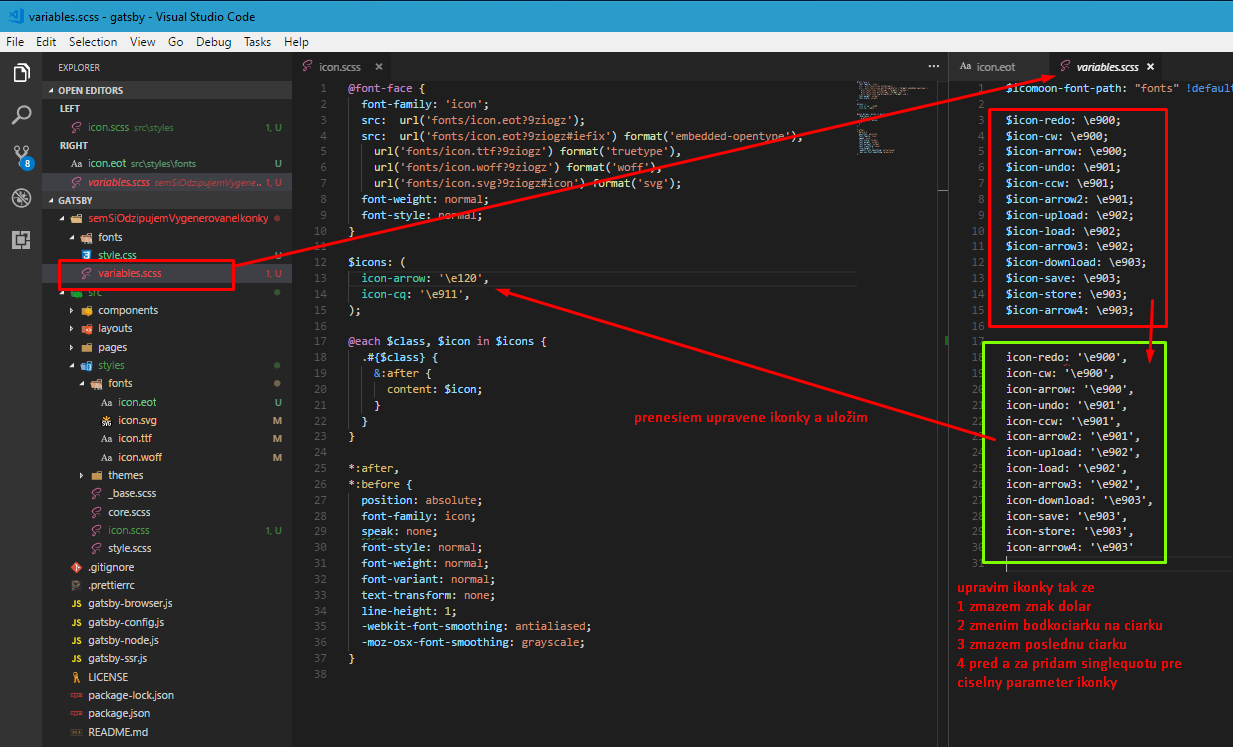 variables.scss - gatsby - Visual Studio Code
File Edit Selection View Go Debug Tasks Help
EXPLORER
OPEN EDITORS
LEFT
icon.scss src\styles 1, U
RIGHT
Aa icon.eot src\styles\fonts U
variables.scss semSiOdzipujemVygene... 1, U
GATSBY
semSiOdzipujemVygenerovaneIkonky
fonts
style.css U
variables.scss 1, U
src
components
layouts
pages
styles
fonts
Aa icon.eot U
icon.svg M
Aa icon.ttf M
Aa icon.woff M
themes
_base.scss
core.scss
icon.scss 1, U
style.scss
.gitignore
.prettierrc
JS gatsby-browser.js
JS gatsby-config.js
JS gatsby-node.js
JS gatsby-ssr.js
LICENSE
package-lock.json
package.json
README.md
8
icon.scss
1 @font-face {
2 font-family: 'icon';
3 src: url('fonts/icon.eot?9ziogz');
4 src: url('fonts/icon.eot?9ziogz#iefix') format('embedded-opentype'),
5 url('fonts/icon.ttf?9ziogz') format('truetype'),
6 url('fonts/icon.woff?9ziogz') format('woff'),
7 url('fonts/icon.svg?9ziogz#icon') format('svg');
8 font-weight: normal;
9 font-style: normal;
10 }
11
12 $icons: (
13 icon-arrow: '\e120',
14 icon-cq: '\e911',
15 );
16
17 @each $class, $icon in $icons {
18 .#{$class} {
19 &:after {
20 content: $icon;
21 }
22 }
23 }
24
25 *:after,
26 *:before {
27 position: absolute;
28 font-family: icon;
29 speak: none;
30 font-style: normal;
31 font-weight: normal;
32 font-variant: normal;
33 text-transform: none;
34 line-height: 1;
35 -webkit-font-smoothing: antialiased;
36 -moz-osx-font-smoothing: grayscale;
37 }
38
prenesiem upravene ikonky a uložim
Aa icon.eot variables.scss
1 $icomoon-font-path: "fonts" !defaul
2
3 $icon-redo: \e900;
4 $icon-cw: \e900;
5 $icon-arrow: \e900;
6 $icon-undo: \e901;
7 $icon-ccw: \e901;
8 $icon-arrow2: \e901;
9 $icon-upload: \e902;
10 $icon-load: \e902;
11 $icon-arrow3: \e902;
12 $icon-download: \e903;
13 $icon-save: \e903;
14 $icon-store: \e903;
15 $icon-arrow4: \e903;
16
17
18 icon-redo: '\e900',
19 icon-cw: '\e900',
20 icon-arrow: '\e900',
21 icon-undo: '\e901',
22 icon-ccw: '\e901',
23 icon-arrow2: '\e901',
24 icon-upload: '\e902',
25 icon-load: '\e902',
26 icon-arrow3: '\e902',
27 icon-download: '\e903',
28 icon-save: '\e903',
29 icon-store: '\e903',
30 icon-arrow4: '\e903'
31
upravim ikonky tak ze
1 zmazem znak dolar
2 zmenim bodkociarku na ciarku
3 zmazem poslednu ciarku
4 pred a za pridam singlequotu pre
ciselny parameter ikonky